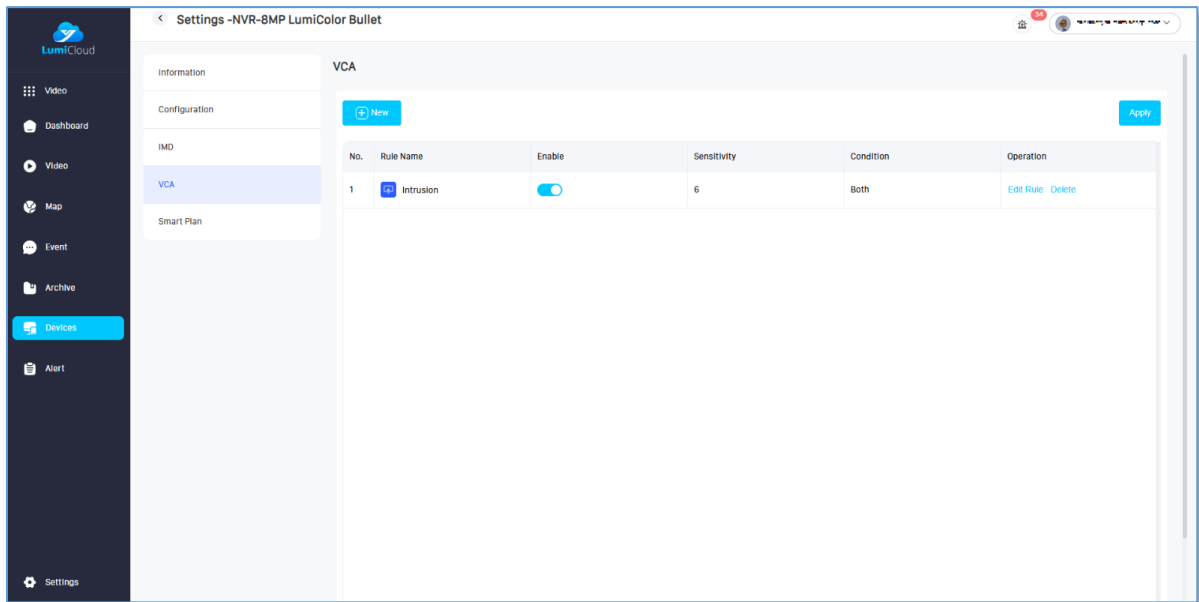 LumiCloud
Video
Dashboard
Video
Map
Event
Archive
Devices
Alert
Settings
Settings -NVR-8MP LumiColor Bullet
34
Information
Configuration
IMD
VCA
Smart Plan
VCA
New
Apply
No. Rule Name Enable Sensitivity Condition Operation
1 Intrusion 6 Both Edit Rule Delete